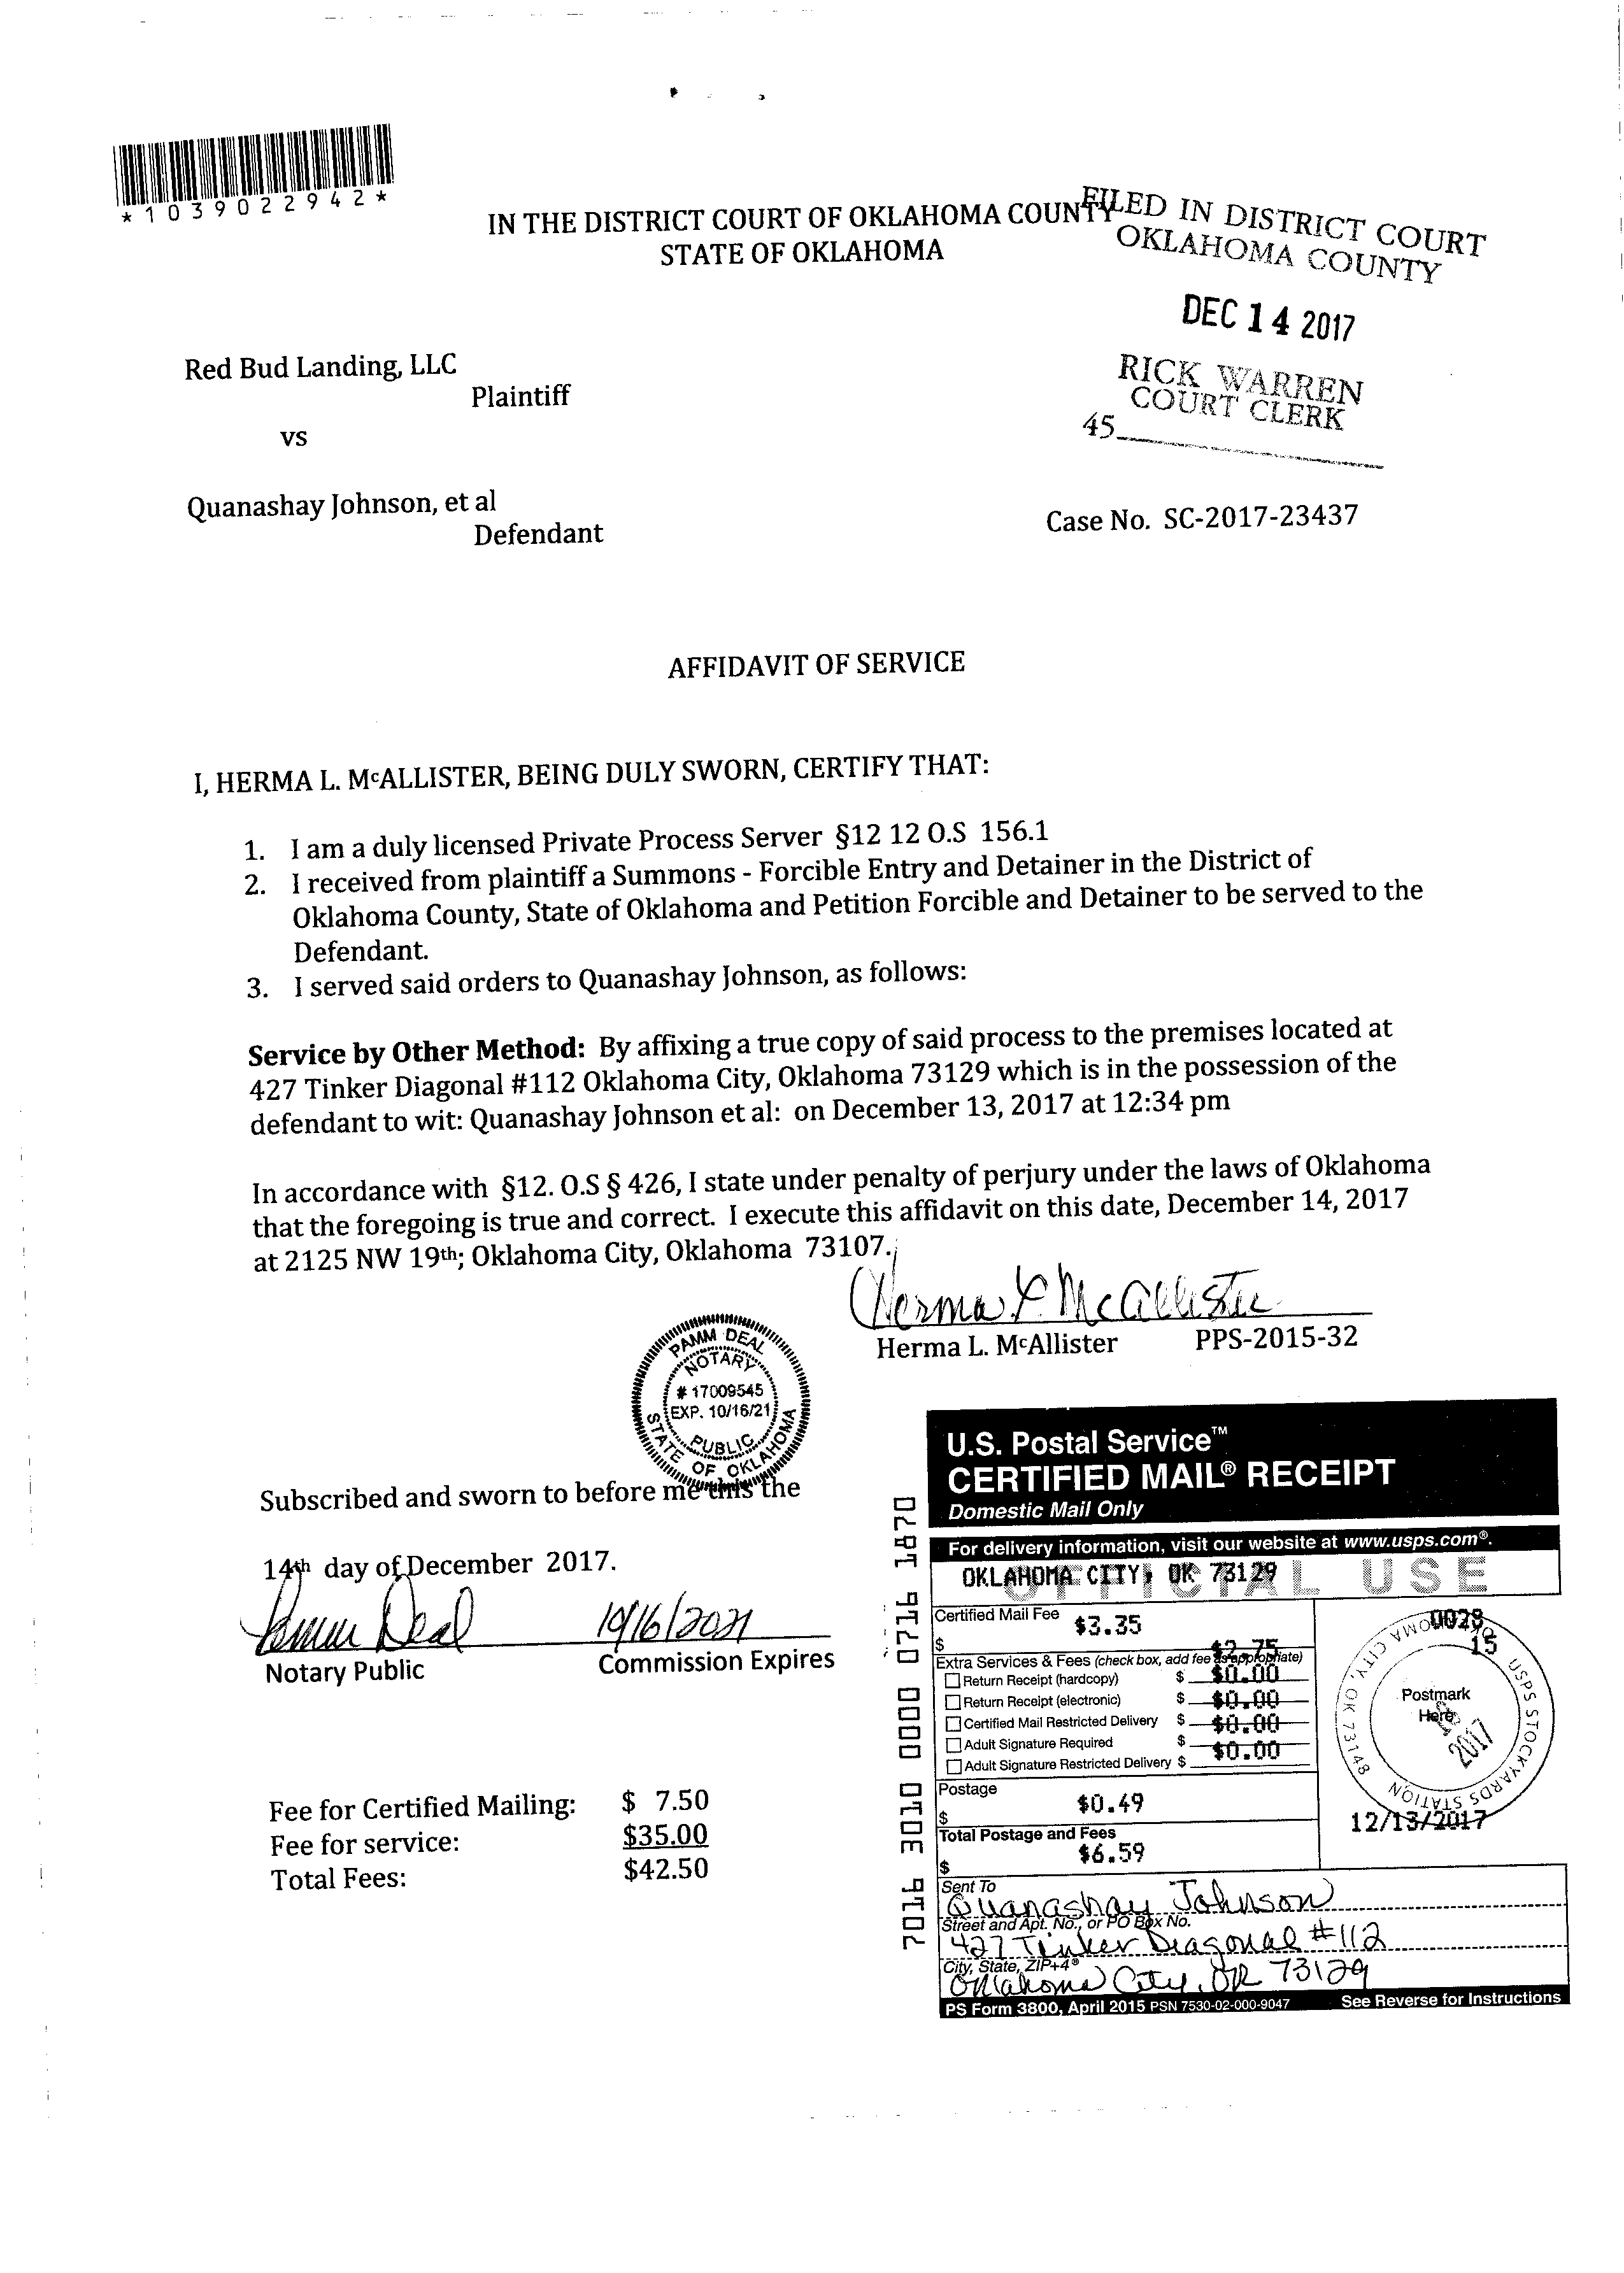 *1039022942*
IN THE DISTRICT COURT OF OKLAHOMA COUNTY
STATE OF OKLAHOMA
FILED IN DISTRICT COURT
OKLAHOMA COUNTY
DEC 14 2017
RICK WARREN
COURT CLERK
45
Red Bud Landing, LLC
Plaintiff
vs
Quanashay Johnson, et al
Defendant
Case No. SC-2017-23437
AFFIDAVIT OF SERVICE
I, HERMA L. McALLISTER, BEING DULY SWORN, CERTIFY THAT:
1. I am a duly licensed Private Process Server §12 12 O.S 156.1
2. I received from plaintiff a Summons - Forcible Entry and Detainer in the District of
Oklahoma County, State of Oklahoma and Petition Forcible and Detainer to be served to the
Defendant.
3. I served said orders to Quanashay Johnson, as follows:
Service by Other Method: By affixing a true copy of said process to the premises located at
427 Tinker Diagonal #112 Oklahoma City, Oklahoma 73129 which is in the possession of the
defendant to wit: Quanashay Johnson et al: on December 13, 2017 at 12:34 pm
In accordance with §12. O.S § 426, I state under penalty of perjury under the laws of Oklahoma
that the foregoing is true and correct. I execute this affidavit on this date, December 14, 2017
at 2125 NW 19th; Oklahoma City, Oklahoma 73107.
Herma L McAllister
Herma L. McAllister PPS-2015-32
PAMM DEAL
NOTARY
# 17009545
EXP. 10/16/21
PUBLIC
STATE OF OKLAHOMA
Subscribed and sworn to before me this the
14th day of December 2017.
Pamm Deal 10/16/2021
Notary Public Commission Expires
Fee for Certified Mailing: $ 7.50
Fee for service: $35.00
Total Fees: $42.50
7016 3010 0000 0716 1870
U.S. Postal Service™
CERTIFIED MAIL® RECEIPT
Domestic Mail Only
For delivery information, visit our website at www.usps.com®.
OFFICIAL USE
OKLAHOMA CITY, OK 73129
Certified Mail Fee $3.35
$ $2.75
Extra Services & Fees (check box, add fee as appropriate)
Return Receipt (hardcopy) $ $0.00
Return Receipt (electronic) $ $0.00
Certified Mail Restricted Delivery $ $0.00
Adult Signature Required $ $0.00
Adult Signature Restricted Delivery $
Postage
$ $0.49
Total Postage and Fees
$ $6.59
0028
15
Postmark
Here
2017
OKLAHOMA CITY, OK 73148
USPS STOCKYARDS STATION
12/13/2017
Sent To
Quanashay Johnson
Street and Apt. No., or PO Box No.
427 Tinker Diagonal #112
City, State, ZIP+4®
Oklahoma City, OK 73129
PS Form 3800, April 2015 PSN 7530-02-000-9047 See Reverse for Instructions